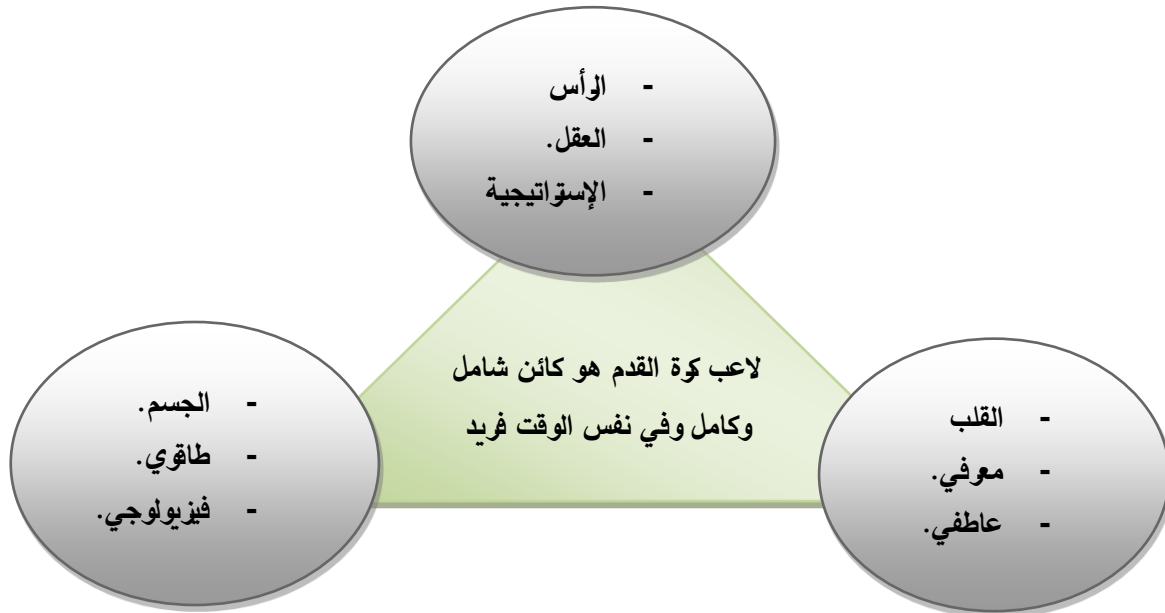 - الرأس
- العقل.
- الإستراتيجية
لاعب كرة القدم هو كائن شامل
وكامل وفي نفس الوقت فريد
- القلب
- معرفي.
- عاطفي.
- الجسم.
- طاقوي.
- فيزيولوجي.